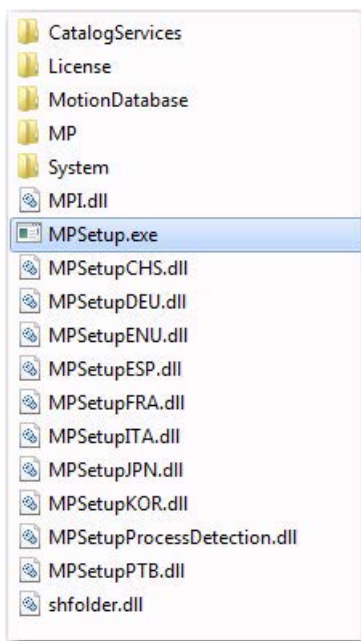 CatalogServices
License
MotionDatabase
MP
System
MPI.dll
MPSetup.exe
MPSetupCHS.dll
MPSetupDEU.dll
MPSetupENU.dll
MPSetupESP.dll
MPSetupFRA.dll
MPSetupITA.dll
MPSetupJPN.dll
MPSetupKOR.dll
MPSetupProcessDetection.dll
MPSetupPTB.dll
shfolder.dll